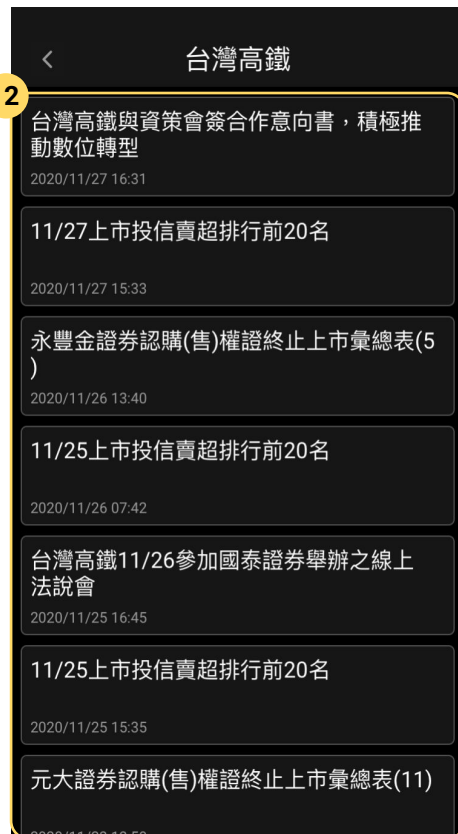 台灣高鐵
2
台灣高鐵與資策會簽合作意向書，積極推
動數位轉型
2020/11/27 16:31
11/27上市投信賣超排行前20名
2020/11/27 15:33
永豐金證券認購(售)權證終止上市彙總表(5
)
2020/11/26 13:40
11/25上市投信賣超排行前20名
2020/11/26 07:42
台灣高鐵11/26參加國泰證券舉辦之線上
法說會
2020/11/25 16:45
11/25上市投信賣超排行前20名
2020/11/25 15:35
元大證券認購(售)權證終止上市彙總表(11)